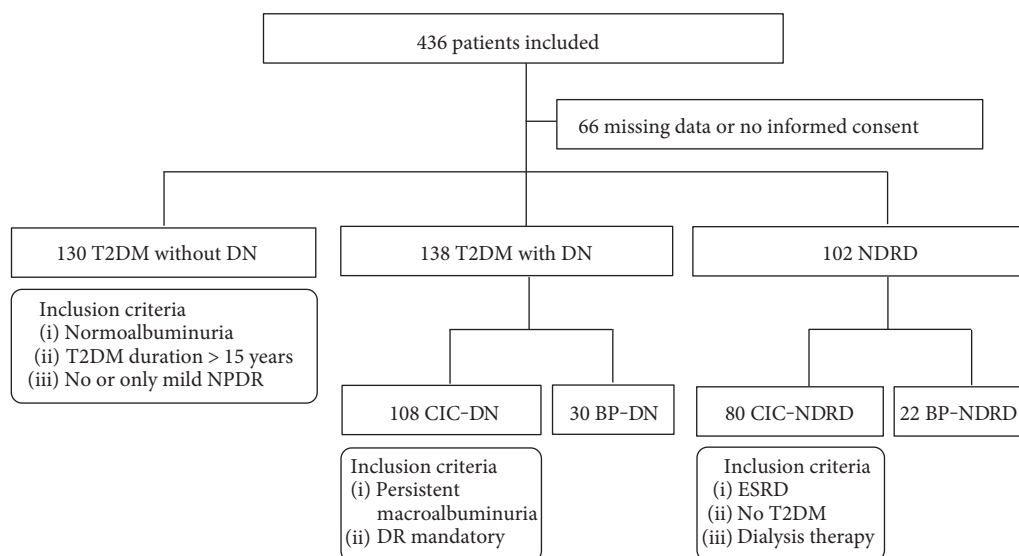 436 patients included
66 missing data or no informed consent
130 T2DM without DN
138 T2DM with DN
102 NDRD
Inclusion criteria
(i) Normoalbuminuria
(ii) T2DM duration > 15 years
(iii) No or only mild NPDR
108 CIC-DN
30 BP-DN
80 CIC-NDRD
22 BP-NDRD
Inclusion criteria
(i) Persistent
macroalbuminuria
(ii) DR mandatory
Inclusion criteria
(i) ESRD
(ii) No T2DM
(iii) Dialysis therapy